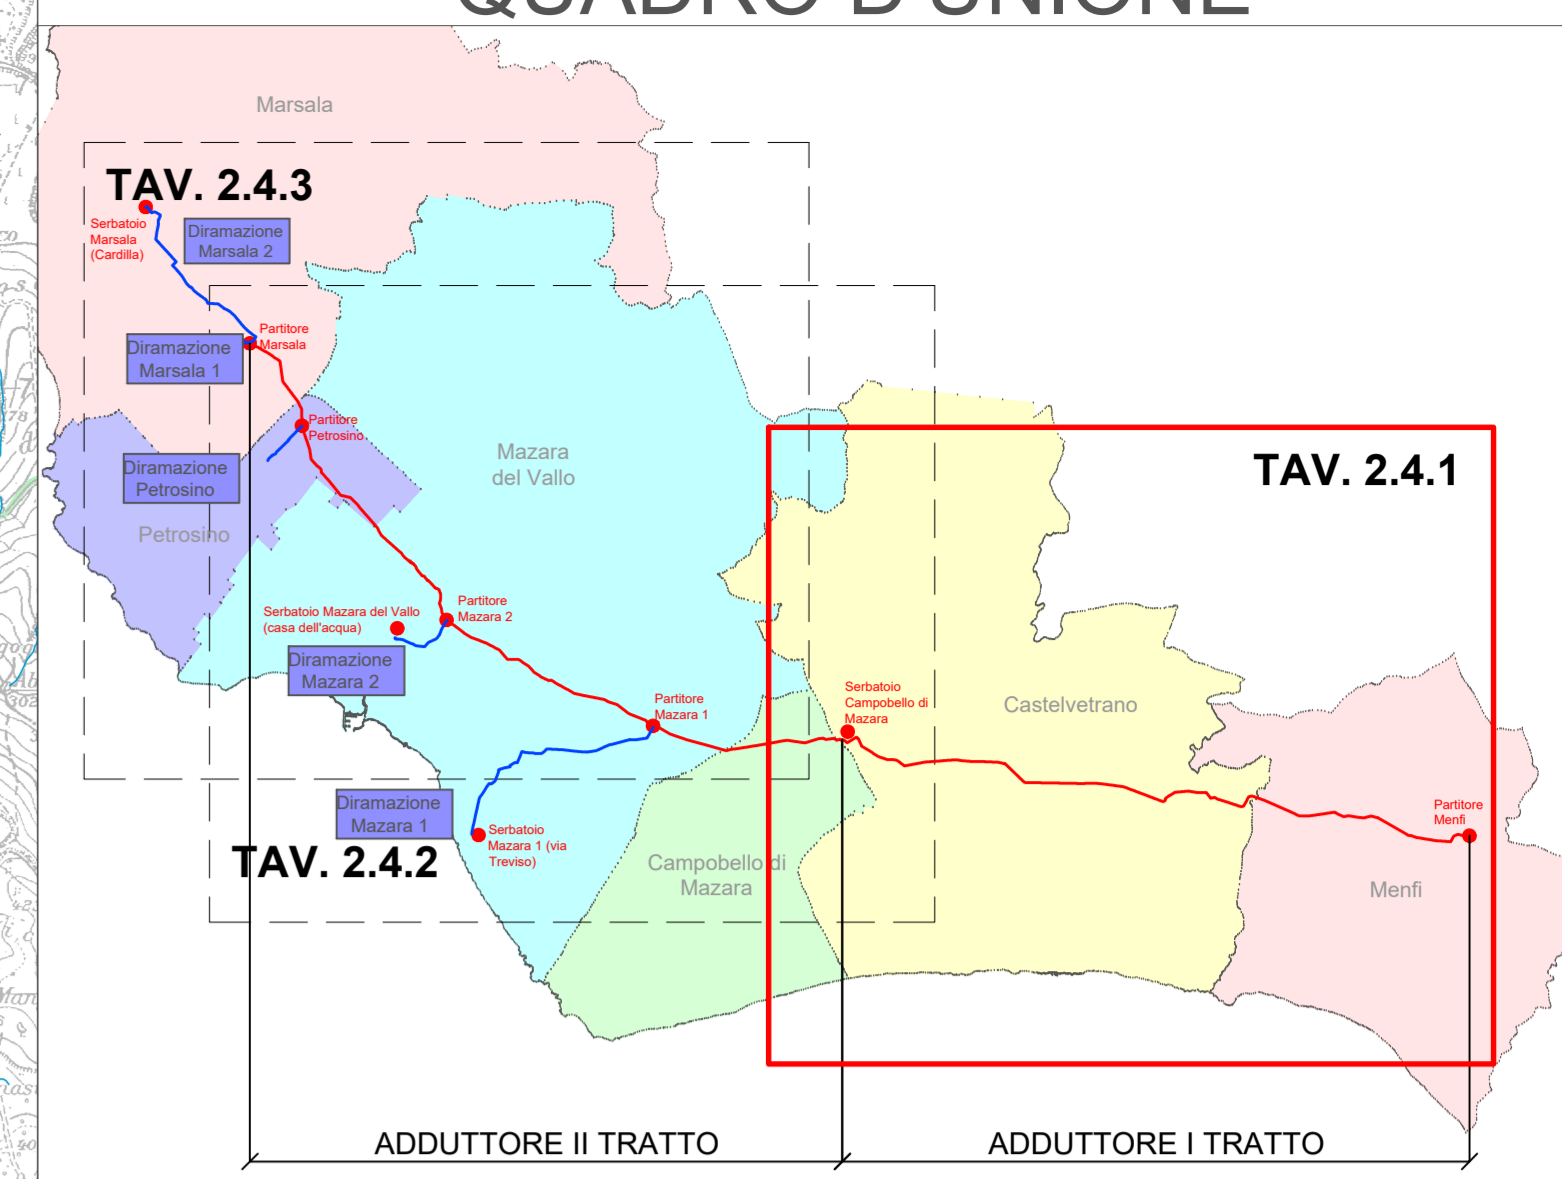 QUADRO D'UNIONE
Marsala
TAV. 2.4.3
Serbatoio
Marsala
(Cardilla)
Diramazione
Marsala 2
Partitore
Marsala
Diramazione
Marsala 1
Partitore
Petrosino
Diramazione
Petrosino
Petrosino
Mazara
del Vallo
TAV. 2.4.1
Serbatoio Mazara del Vallo
(casa dell'acqua)
Partitore
Mazara 2
Diramazione
Mazara 2
Partitore
Mazara 1
Serbatoio
Campobello di
Mazara
Castelvetrano
Diramazione
Mazara 1
Serbatoio
Mazara 1 (via
Treviso)
TAV. 2.4.2
Campobello di
Mazara
Partitore
Menfi
Menfi
ADDUTTORE II TRATTO
ADDUTTORE I TRATTO
78
302